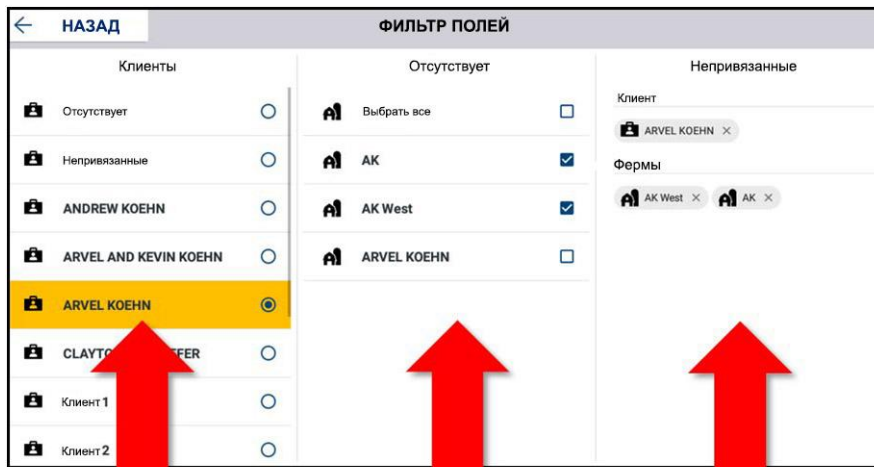 НАЗАД
ФИЛЬТР ПОЛЕЙ
Клиенты
Отсутствует
Непривязанные
ANDREW KOEHN
ARVEL AND KEVIN KOEHN
ARVEL KOEHN
CLAYTO FER
Клиент 1
Клиент 2
Отсутствует
Выбрать все
AK
AK West
ARVEL KOEHN
Непривязанные
Клиент
ARVEL KOEHN
Фермы
AK West AK